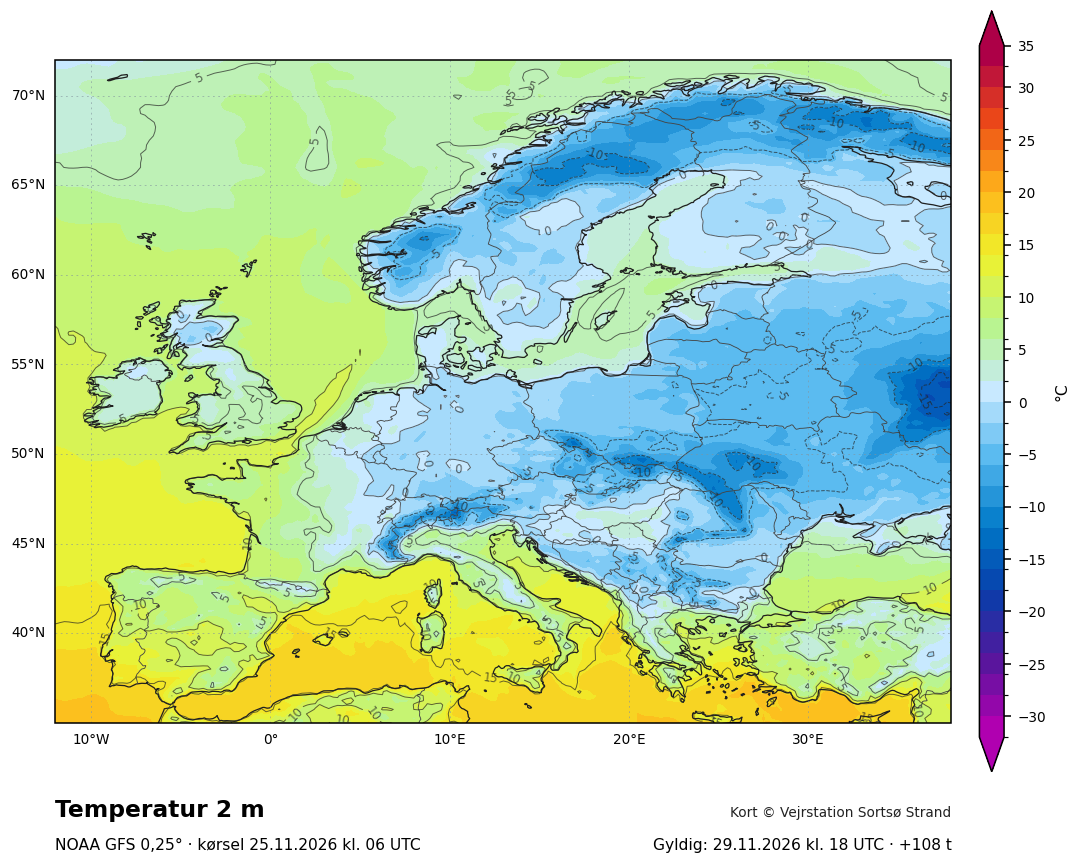 70°N
65°N
60°N
55°N
50°N
45°N
40°N
10°W
0°
10°E
20°E
30°E
35
30
25
20
15
10
5
0
−5
−10
−15
−20
−25
−30
°C
Temperatur 2 m
Kort © Vejrstation Sortsø Strand
NOAA GFS 0,25° · kørsel 25.11.2026 kl. 06 UTC
Gyldig: 29.11.2026 kl. 18 UTC · +108 t